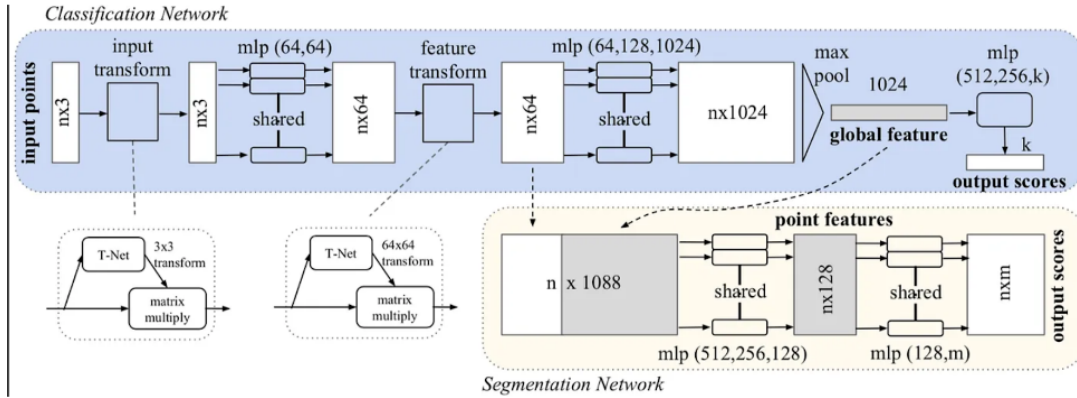 Classification Network
input points
nx3
input
transform
nx3
mlp (64,64)
shared
nx64
feature
transform
nx64
mlp (64,128,1024)
shared
nx1024
max
pool
1024
global feature
mlp
(512,256,k)
k
output scores
T-Net
3x3
transform
matrix
multiply
T-Net
64x64
transform
matrix
multiply
point features
n x 1088
shared
mlp (512,256,128)
nx128
shared
mlp (128,m)
nxm
output scores
Segmentation Network